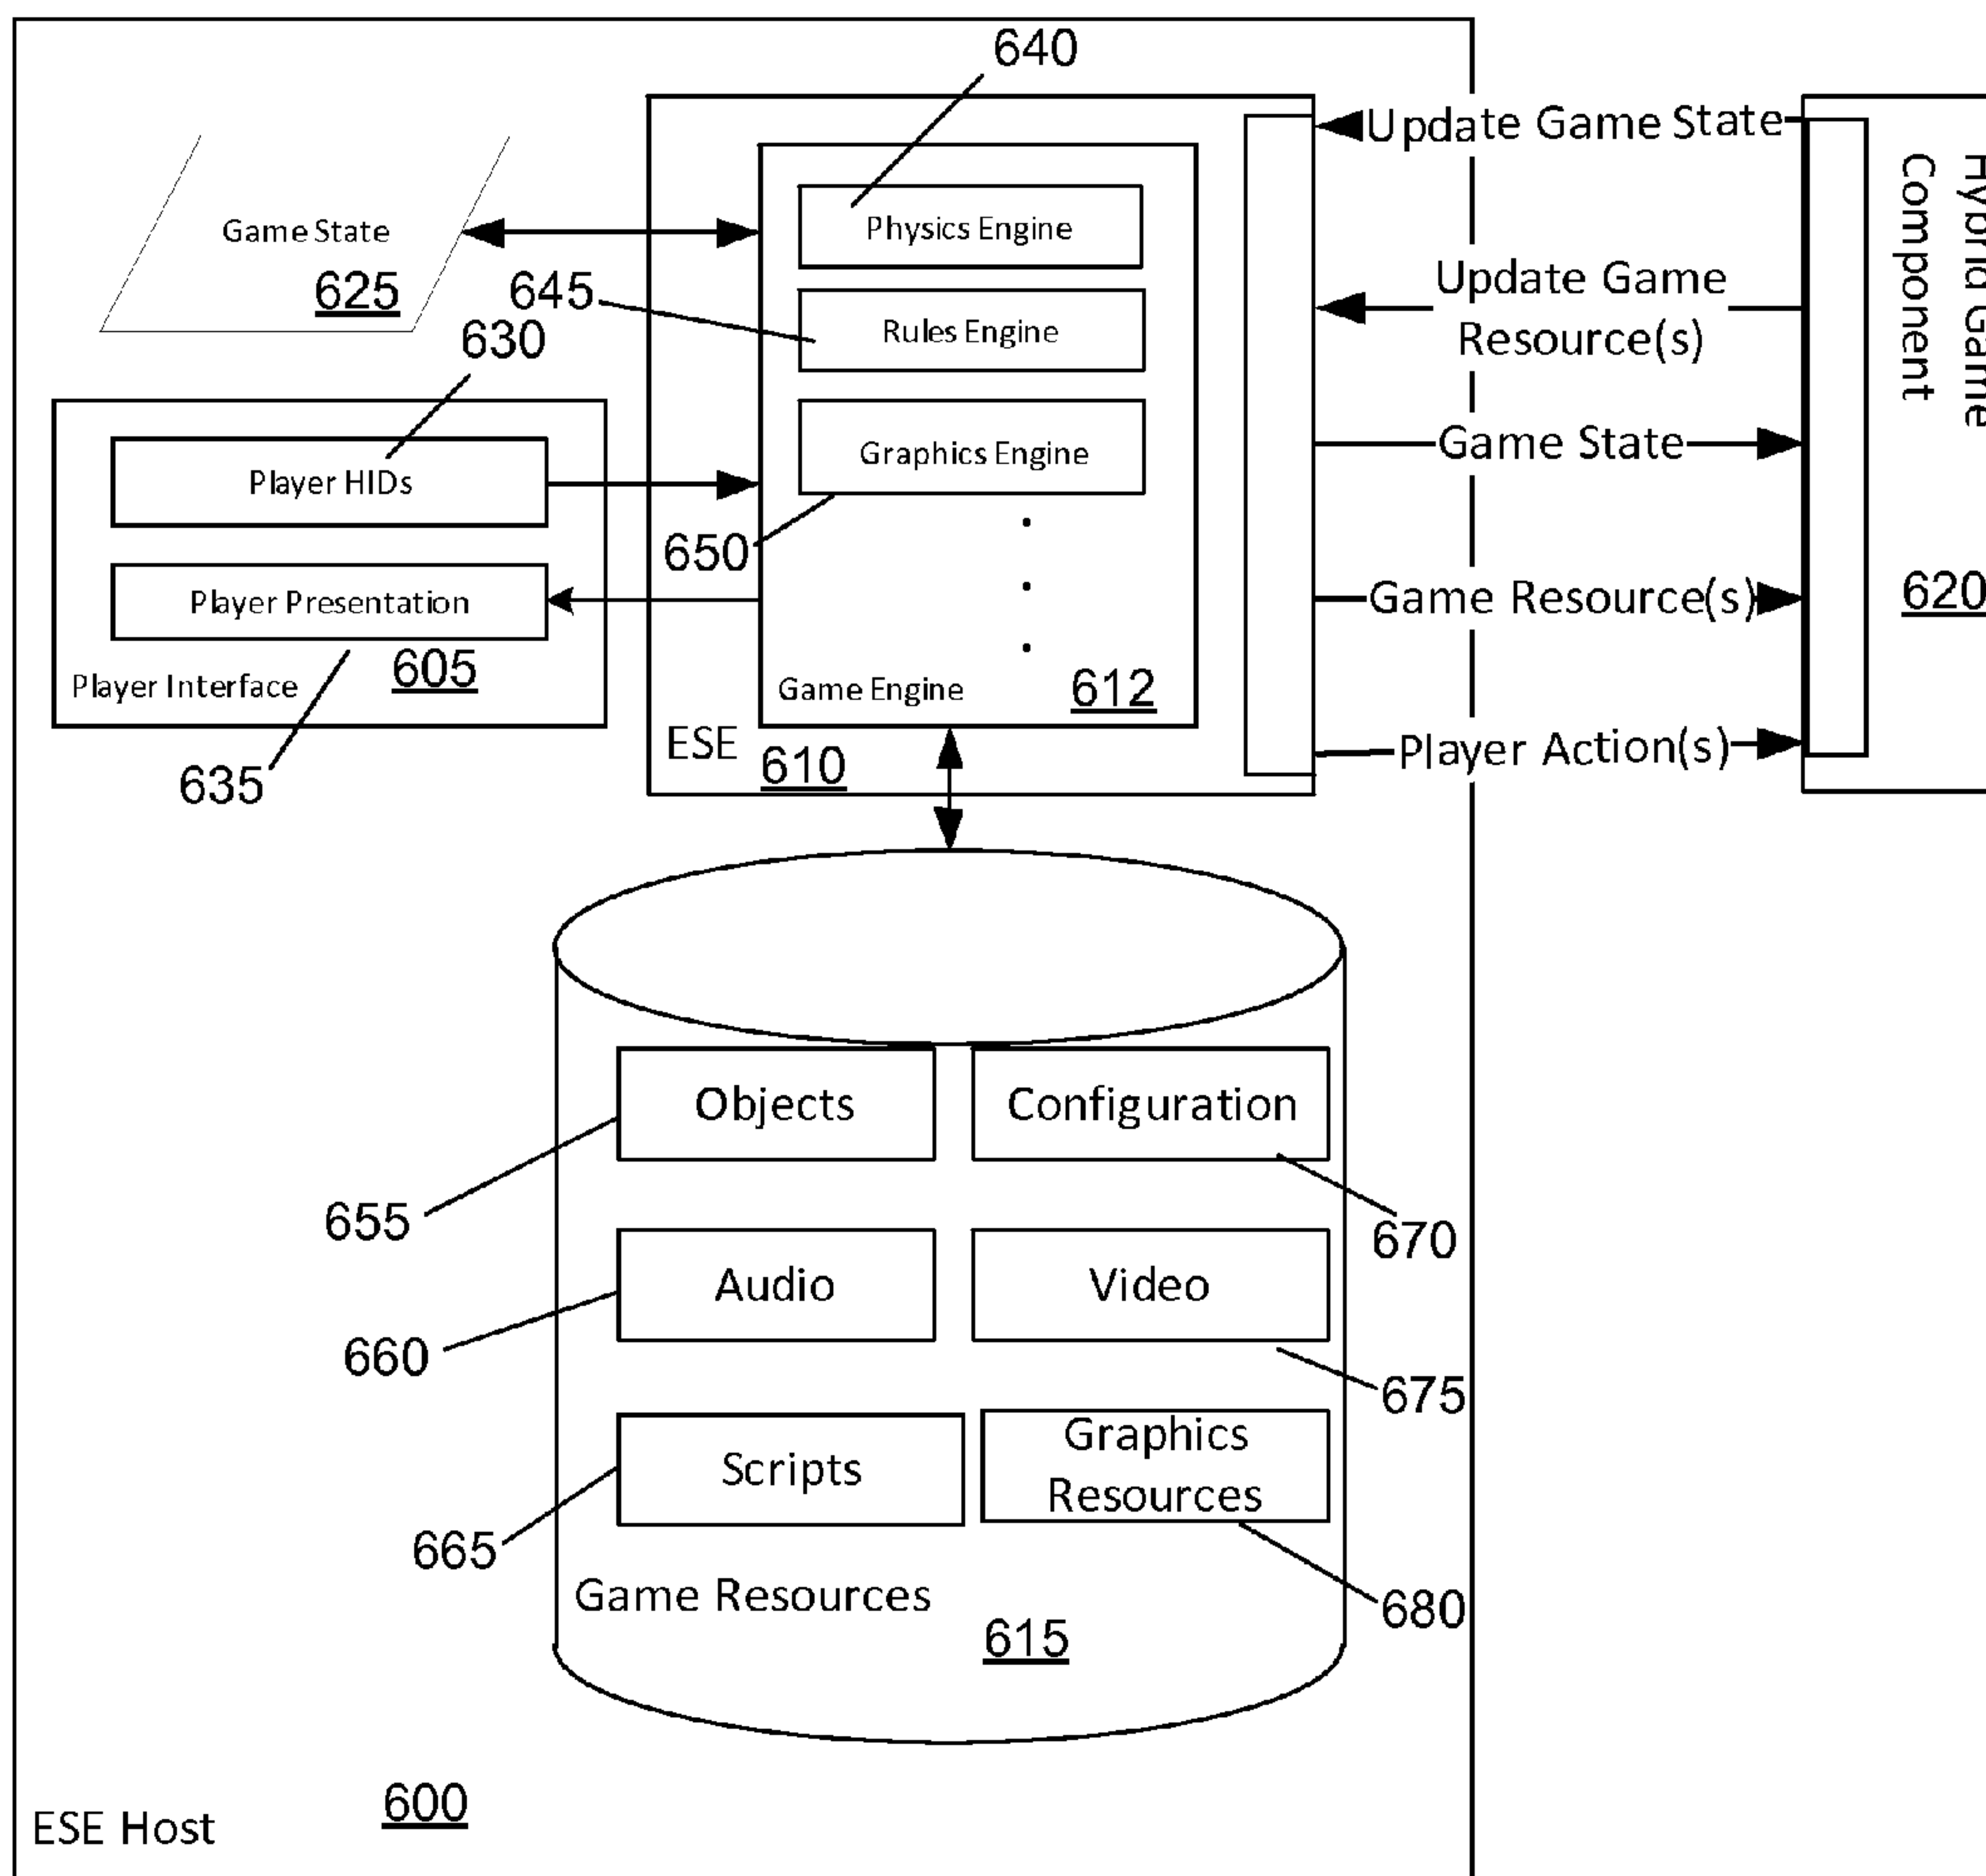 640
Update Game State
Hybrid Game
Component
Physics Engine
Game State
625
645
Rules Engine
Update Game
Resource(s)
630
Graphics Engine
Game State
Player HIDs
650
Game Resource(s)
620
Player Presentation
605
Player Interface
Game Engine
612
ESE
610
Player Action(s)
635
Objects
Configuration
655
670
Audio
Video
660
675
Scripts
Graphics
Resources
665
680
Game Resources
615
ESE Host
600